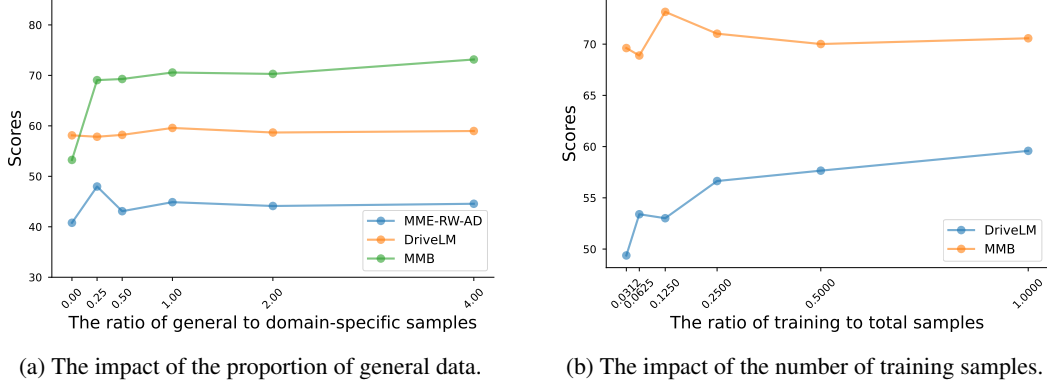 80
70
60
50
40
30
Scores
MME-RW-AD
DriveLM
MMB
0.00
0.25
0.50
1.00
2.00
4.00
The ratio of general to domain-specific samples
(a) The impact of the proportion of general data.
70
65
60
55
50
Scores
DriveLM
MMB
0.0312
0.0625
0.1250
0.2500
0.5000
1.0000
The ratio of training to total samples
(b) The impact of the number of training samples.